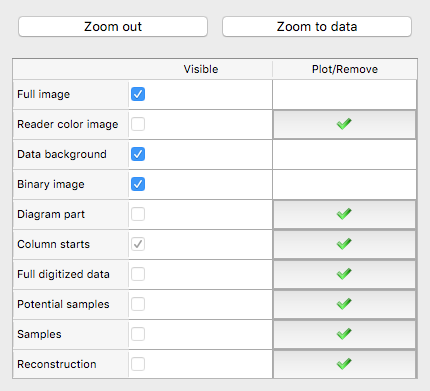 Zoom out Zoom to data
Visible Plot/Remove
Full image
Reader color image
Data background
Binary image
Diagram part
Column starts
Full digitized data
Potential samples
Samples
Reconstruction